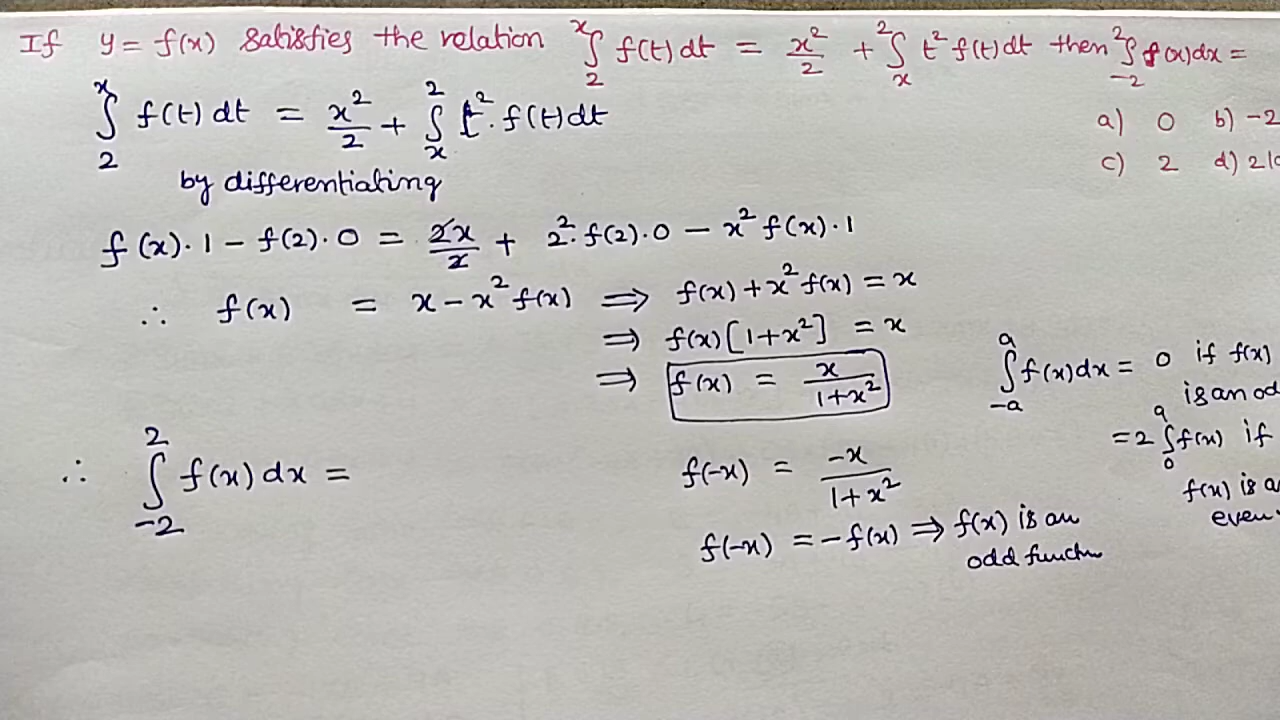 If y = f(x) satisfies the relation ∫₂ˣ f(t) dt = x²/2 + ∫ₓ² t² f(t) dt then ∫₋₂² f(x) dx =
a) 0 b) -2
c) 2 d)
∫₂ˣ f(t) dt = x²/2 + ∫ₓ² t². f(t) dt
by differentiating
f(x). 1 - f(2). 0 = 2x/2 + 2². f(2). 0 - x² f(x). 1
∴ f(x) = x - x² f(x) ⇒ f(x) + x² f(x) = x
⇒ f(x) [1+x²] = x
⇒ f(x) = x/(1+x²)
∫₋ₐᵃ f(x) dx = 0 if f(x)
is an od
= 2 ∫₀ᵃ f(x) if
f(x) is a
even.
∴ ∫₋₂² f(x) dx =
f(-x) = -x/(1+x²)
f(-x) = -f(x) ⇒ f(x) is an
odd functn